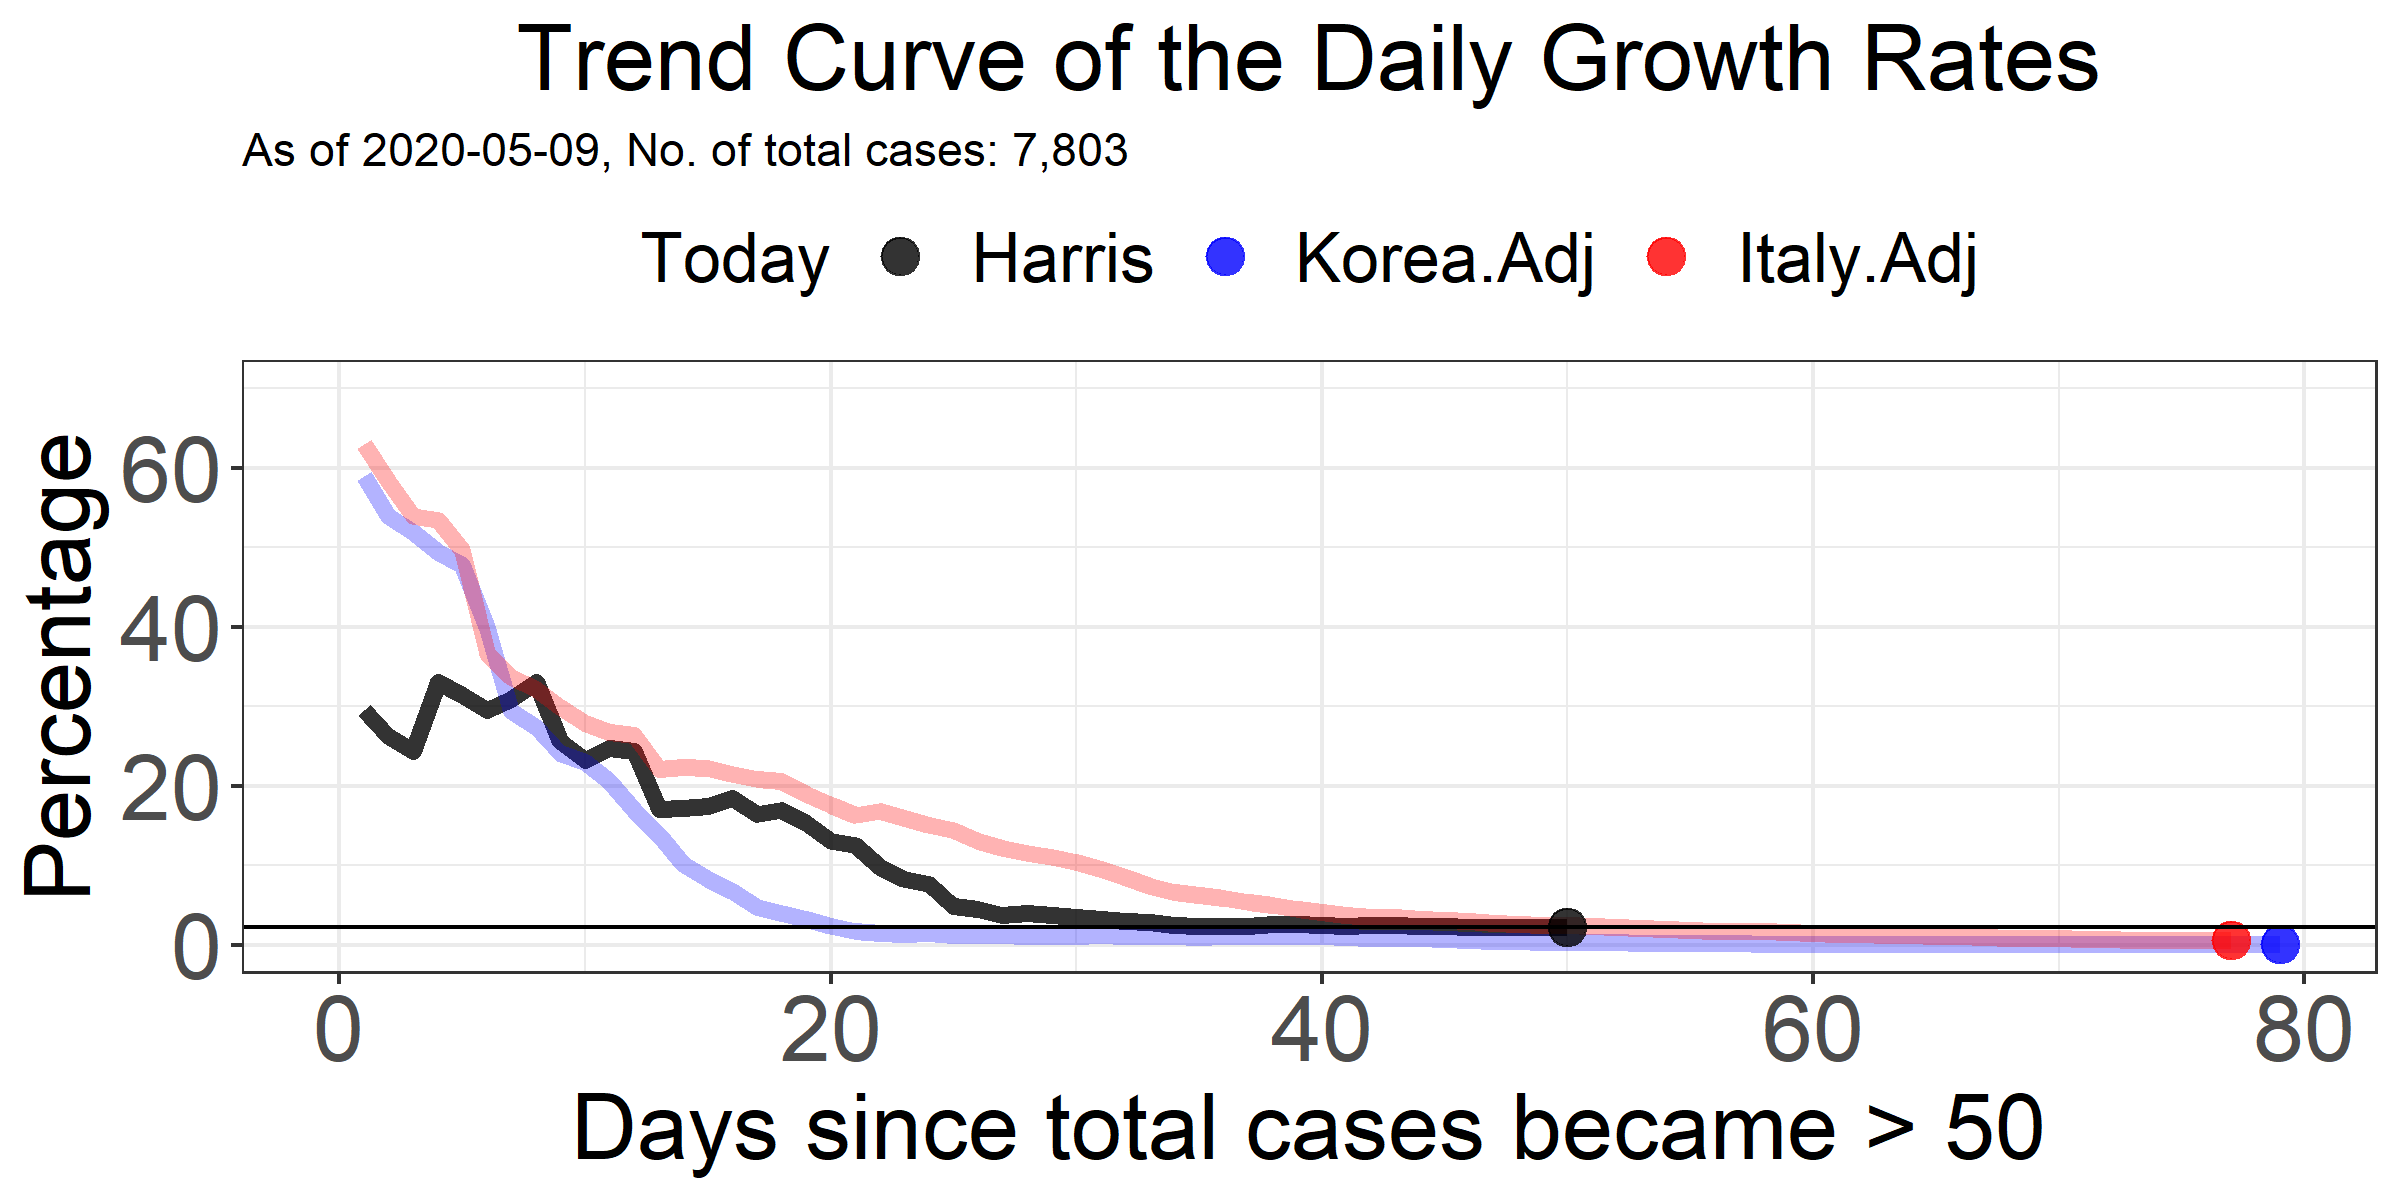 Trend Curve of the Daily Growth Rates
As of 2020-05-09, No. of total cases: 7,803
Today Harris Korea.Adj Italy.Adj
Percentage
60
40
20
0
0 20 40 60 80
Days since total cases became > 50